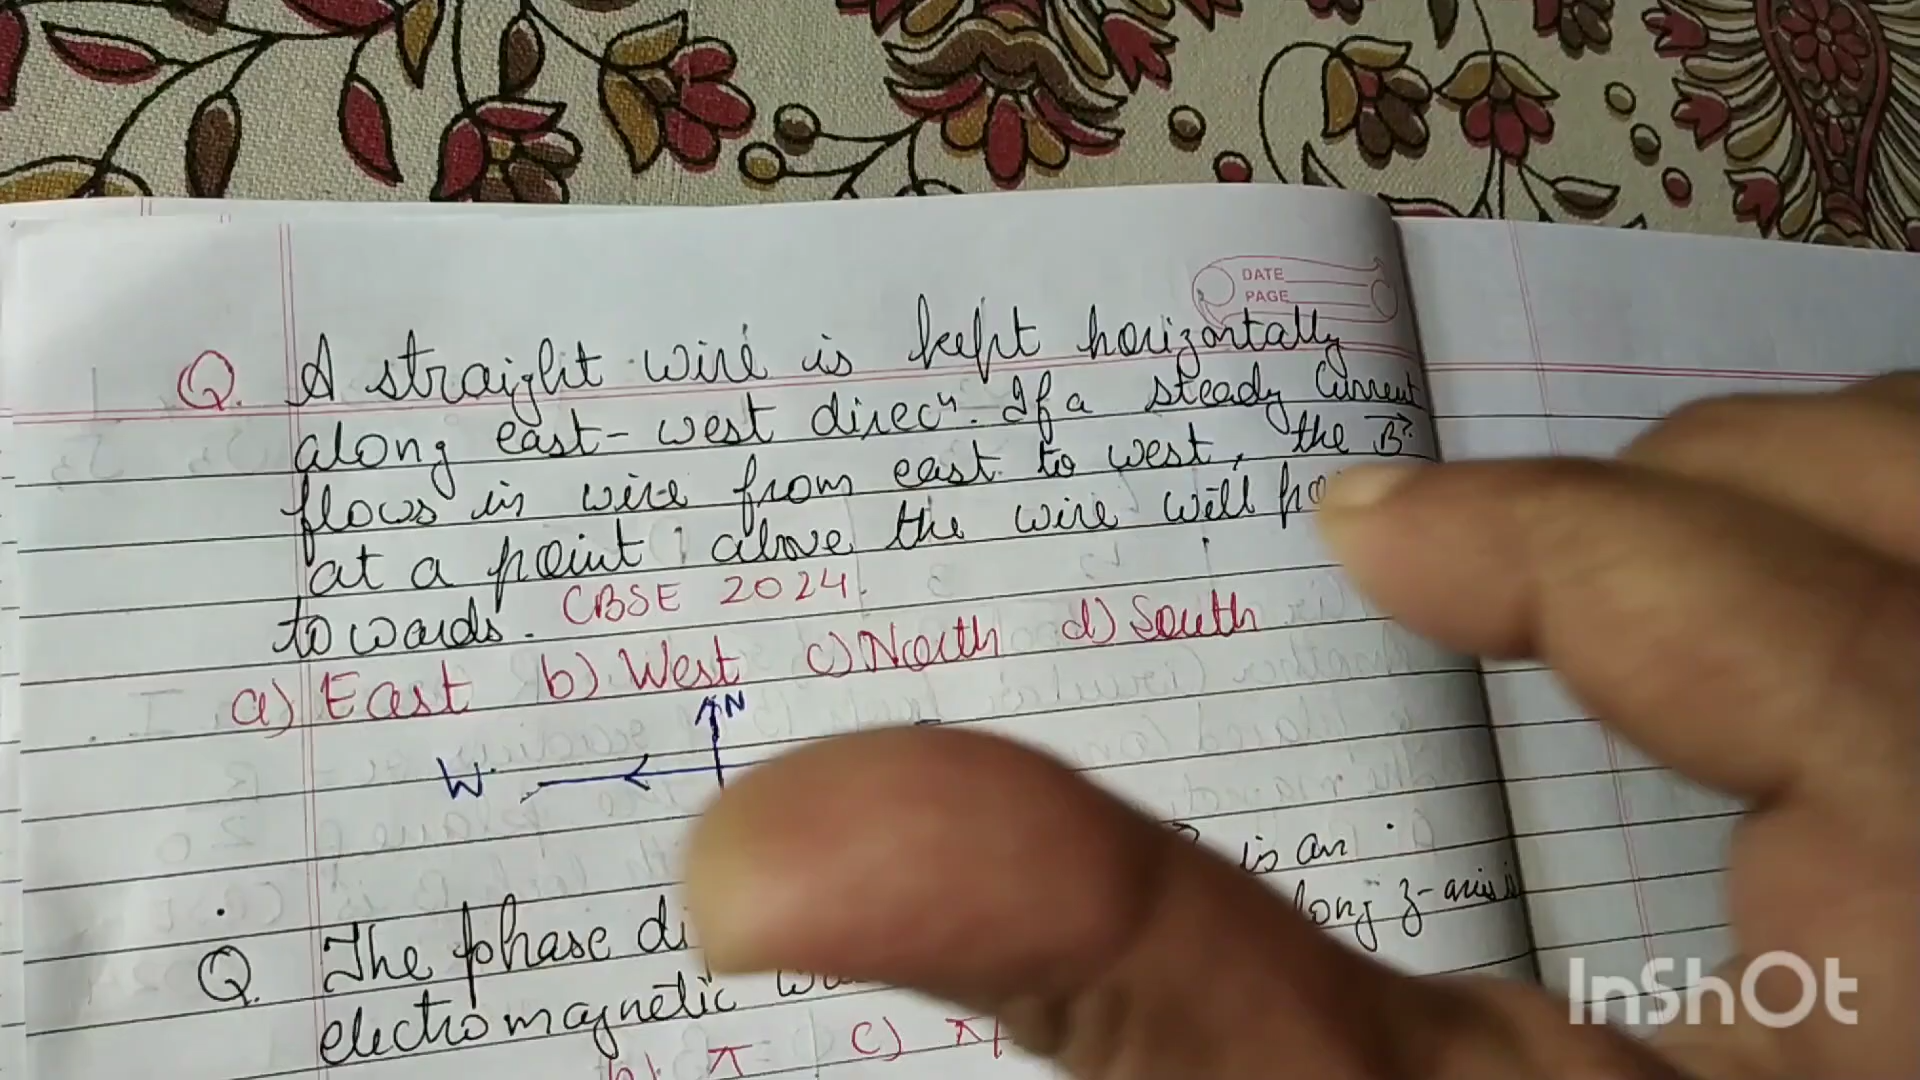 DATE
PAGE
Q. A straight wire is kept horizontally
along east-west direcⁿ. If a steady current
flows in wire from east to west, the B⃗
at a point above the wire will
towards. CBSE 2024.
a) East b) West c) North d) South
N
W
Q. The phase is an
electromagnetic long z-axis is
b) π c) π/
InShOt